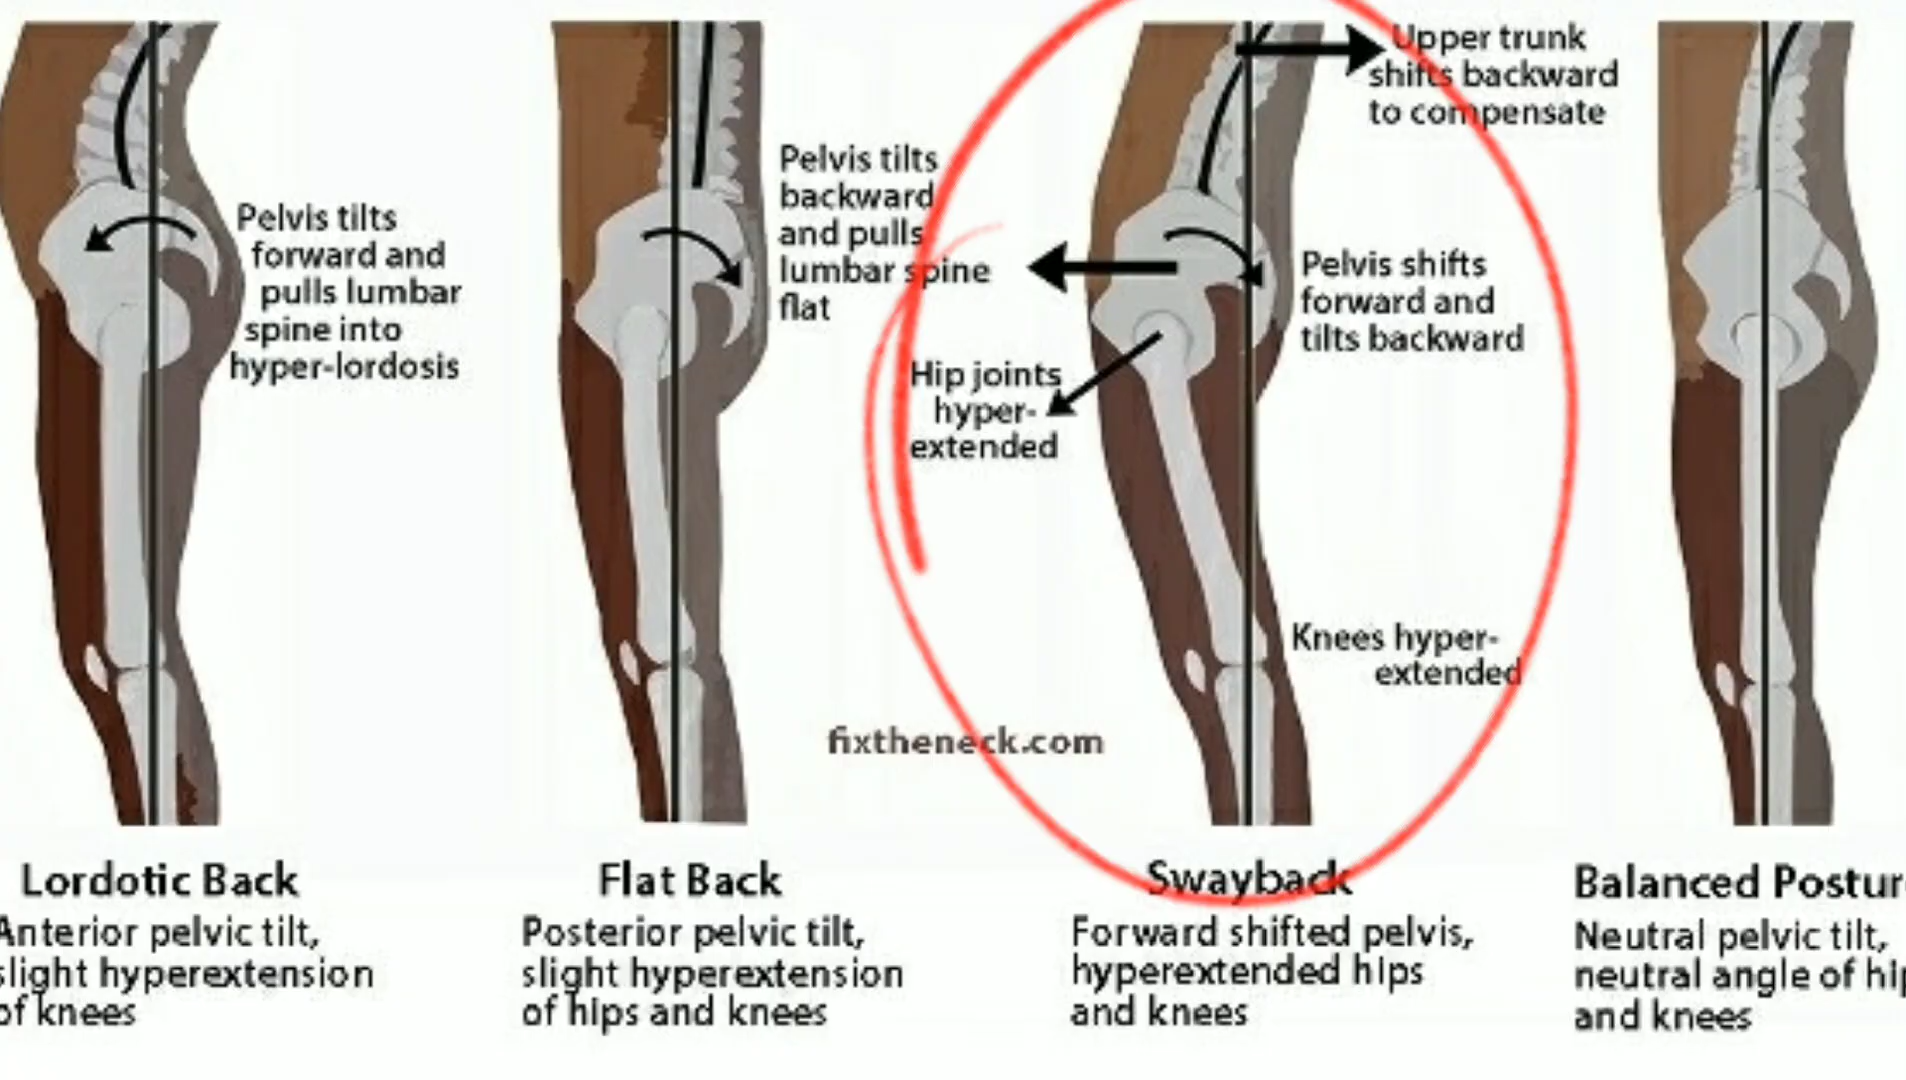 Upper trunk
shifts backward
to compensate
Pelvis tilts
forward and
pulls lumbar
spine into
hyper-lordosis
Pelvis tilts
backward
and pulls
lumbar spine
flat
Pelvis shifts
forward and
tilts backward
Hip joints
hyper-
extended
Knees hyper-
extended
fixtheneck.com
Lordotic Back
Anterior pelvic tilt,
slight hyperextension
of knees
Flat Back
Posterior pelvic tilt,
slight hyperextension
of hips and knees
Swayback
Forward shifted pelvis,
hyperextended hips
and knees
Balanced Postur
Neutral pelvic tilt,
neutral angle of hip
and knees